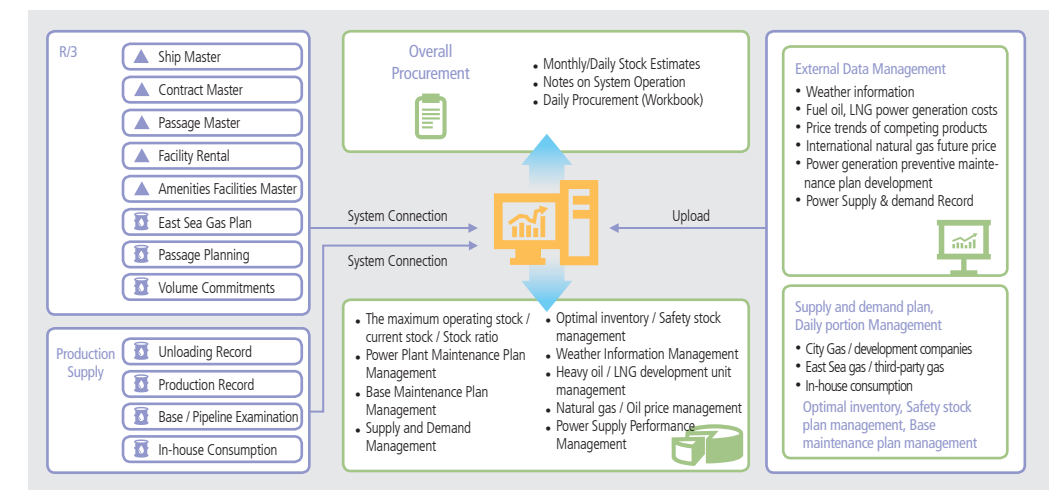 R/3
Ship Master
Contract Master
Passage Master
Facility Rental
Amenities Facilities Master
East Sea Gas Plan
Passage Planning
Volume Commitments
Production
Supply
Unloading Record
Production Record
Base / Pipeline Examination
In-house Consumption
System Connection
System Connection
Overall
Procurement
• Monthly/Daily Stock Estimates
• Notes on System Operation
• Daily Procurement (Workbook)
• The maximum operating stock /
current stock / Stock ratio
• Power Plant Maintenance Plan
Management
• Base Maintenance Plan
Management
• Supply and Demand
Management
• Optimal inventory / Safety stock
management
• Weather Information Management
• Heavy oil / LNG development unit
management
• Natural gas / Oil price management
• Power Supply Performance
Management
Upload
External Data Management
• Weather information
• Fuel oil, LNG power generation costs
• Price trends of competing products
• International natural gas future price
• Power generation preventive mainte-
nance plan development
• Power Supply & demand Record
Supply and demand plan,
Daily portion Management
• City Gas / development companies
• East Sea gas / third-party gas
• In-house consumption
Optimal inventory, Safety stock
plan management, Base
maintenance plan management